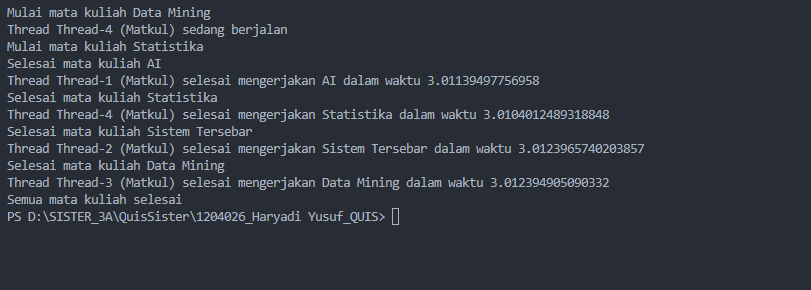 Mulai mata kuliah Data Mining
Thread Thread-4 (Matkul) sedang berjalan
Mulai mata kuliah Statistika
Selesai mata kuliah AI
Thread Thread-1 (Matkul) selesai mengerjakan AI dalam waktu 3.01139497756958
Selesai mata kuliah Statistika
Thread Thread-4 (Matkul) selesai mengerjakan Statistika dalam waktu 3.0104012489318848
Selesai mata kuliah Sistem Tersebar
Thread Thread-2 (Matkul) selesai mengerjakan Sistem Tersebar dalam waktu 3.0123965740203857
Selesai mata kuliah Data Mining
Thread Thread-3 (Matkul) selesai mengerjakan Data Mining dalam waktu 3.012394905090332
Semua mata kuliah selesai
PS D:\SISTER_3A\QuisSister\1204026_Haryadi Yusuf_QUIS>